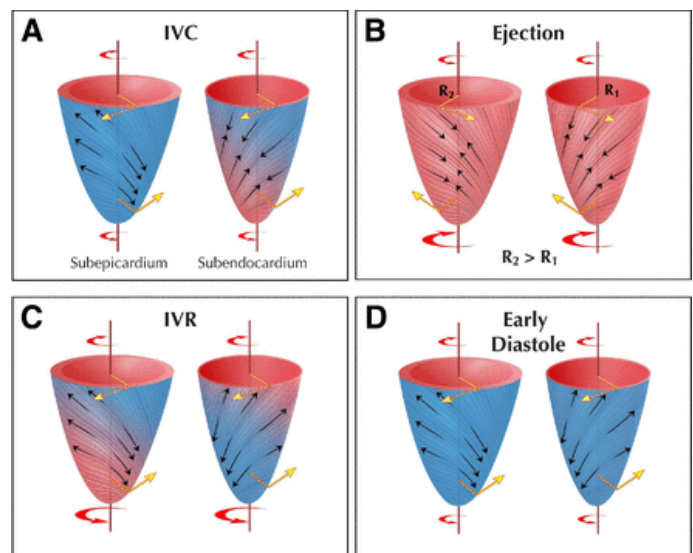 A
IVC
Subepicardium
Subendocardium
B
Ejection
R2
R1
R2 > R1
C
IVR
D
Early
Diastole